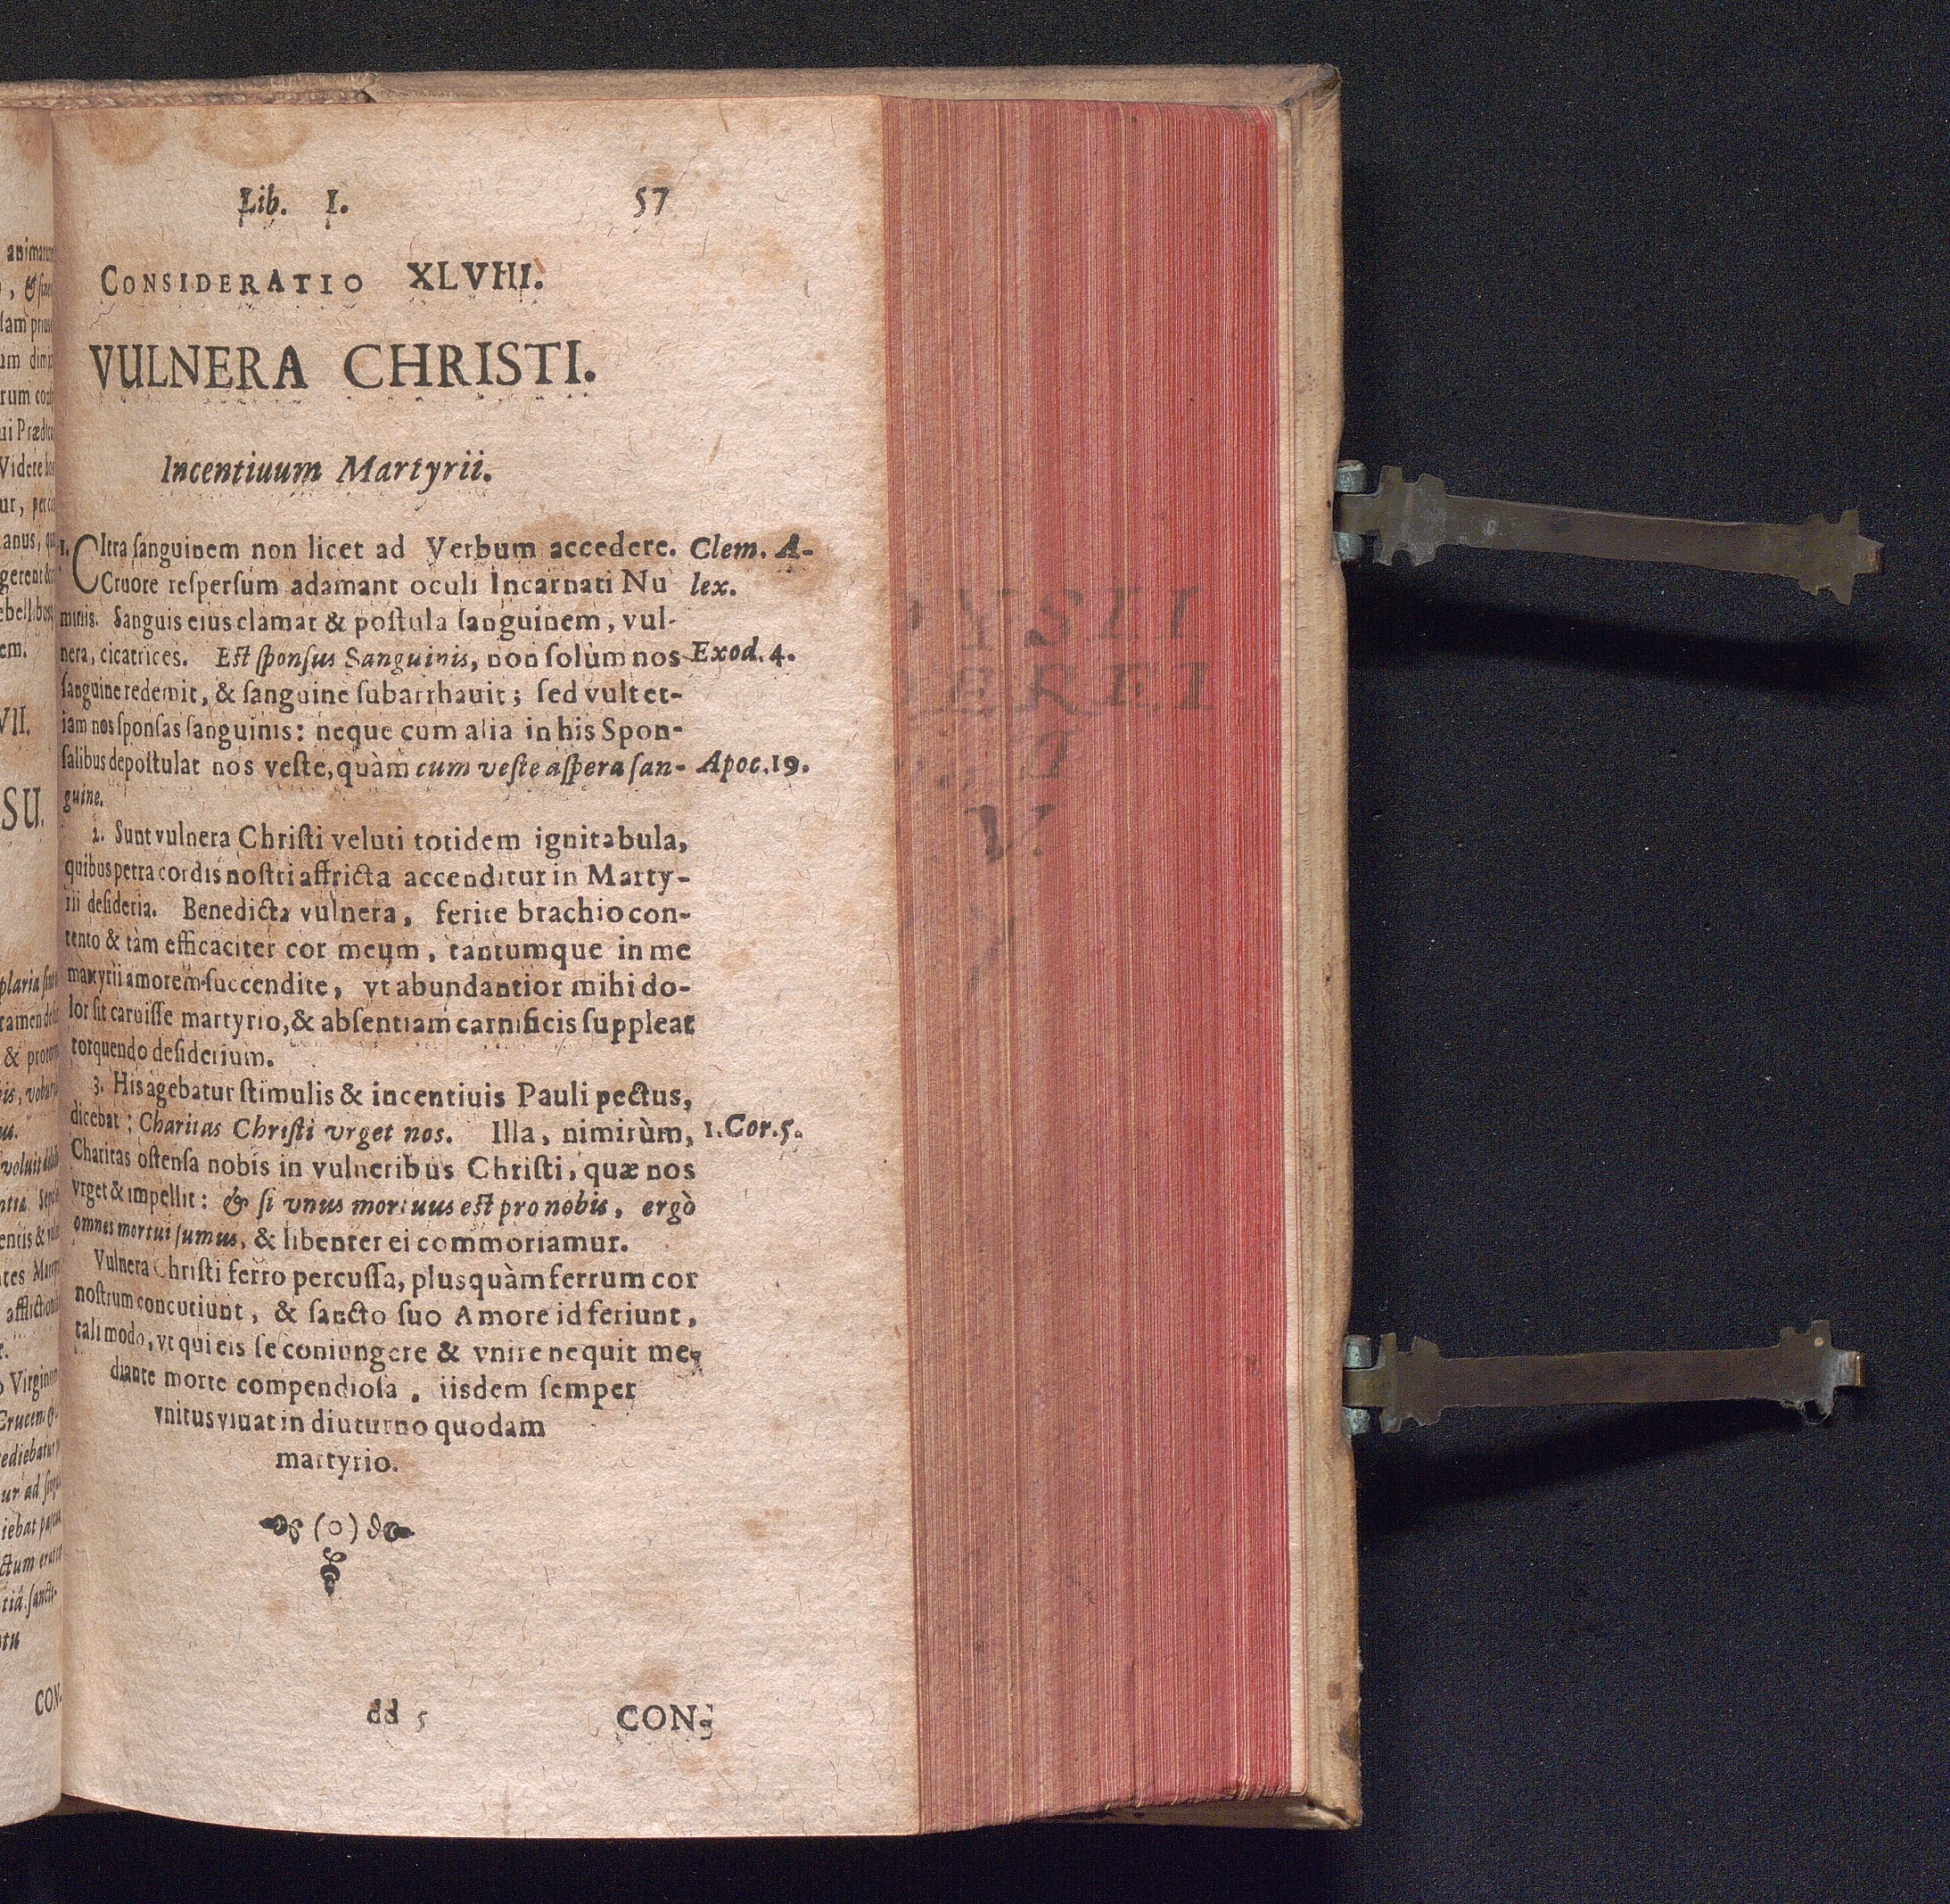 Lib. I. 57
CONSIDERATIO XLVIII.
VULNERA CHRISTI.
Incentiuum Martyrii.
1. CItra ſanguinem non licet ad Verbum accedere. Clem. A-
Cruore reſperſum adamant oculi Incarnati Nu lex.
minis. Sanguis eius clamat & poſtula ſanguinem, vul-
nera, cicatrices. Eſt ſponſus Sanguinis, non ſolùm nos Exod. 4.
ſanguine redemit, & ſanguine ſubarrhauit; ſed vult et-
iam nos ſponſas ſanguinis: neque cum alia in his Spon-
ſalibus depoſtulat nos veſte, quàm cum veſte aſpera ſan- Apoc. 19.
guine.
2. Sunt vulnera Chriſti veluti totidem ignitabula,
quibus petra cordis noſtri affricta accenditur in Marty-
rii deſideria. Benedicta vulnera, ferite brachio con-
tento & tàm efficaciter cor meum, tantumque in me
martyrii amorem ſuccendite, vt abundantior mihi do-
lor ſit caruiſſe martyrio, & abſentiam carnificis ſuppleat
torquendo deſiderium.
3. His agebatur ſtimulis & incentiuis Pauli pectus,
dicebat: Charitas Chriſti vrget nos. Illa, nimirùm, 1. Cor. 5.
Charitas oſtenſa nobis in vulneribus Chriſti, quæ nos
vrget & impellit: & ſi vnus mortuus eſt pro nobis, ergò
omnes mortui ſumus, & libenter ei commoriamur.
Vulnera Chriſti ferro percuſſa, plusquàm ferrum cor
noſtrum concutiunt, & ſancto ſuo Amore id feriunt,
tali modo, vt qui eis ſe coniungere & vnire nequit me-
diante morte compendioſa, iisdem ſemper
vnitus viuat in diuturno quodam
martyrio.
(o)
dd 5 CON-